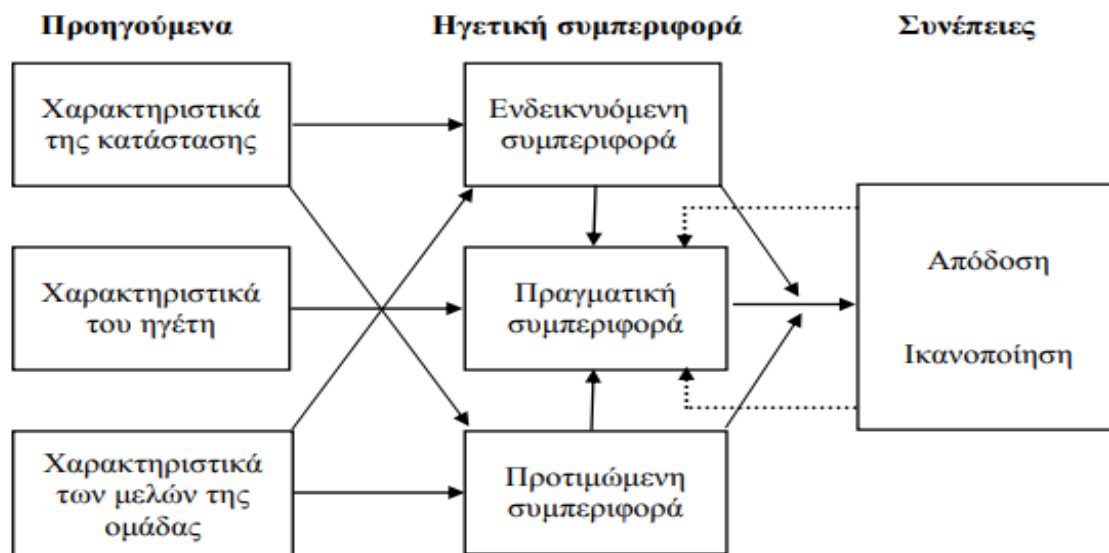 Προηγούμενα
Ηγετική συμπεριφορά
Συνέπειες
Χαρακτηριστικά
της κατάστασης
Ενδεικνυόμενη
συμπεριφορά
Χαρακτηριστικά
του ηγέτη
Πραγματική
συμπεριφορά
Απόδοση
Ικανοποίηση
Χαρακτηριστικά
των μελών της
ομάδας
Προτιμώμενη
συμπεριφορά